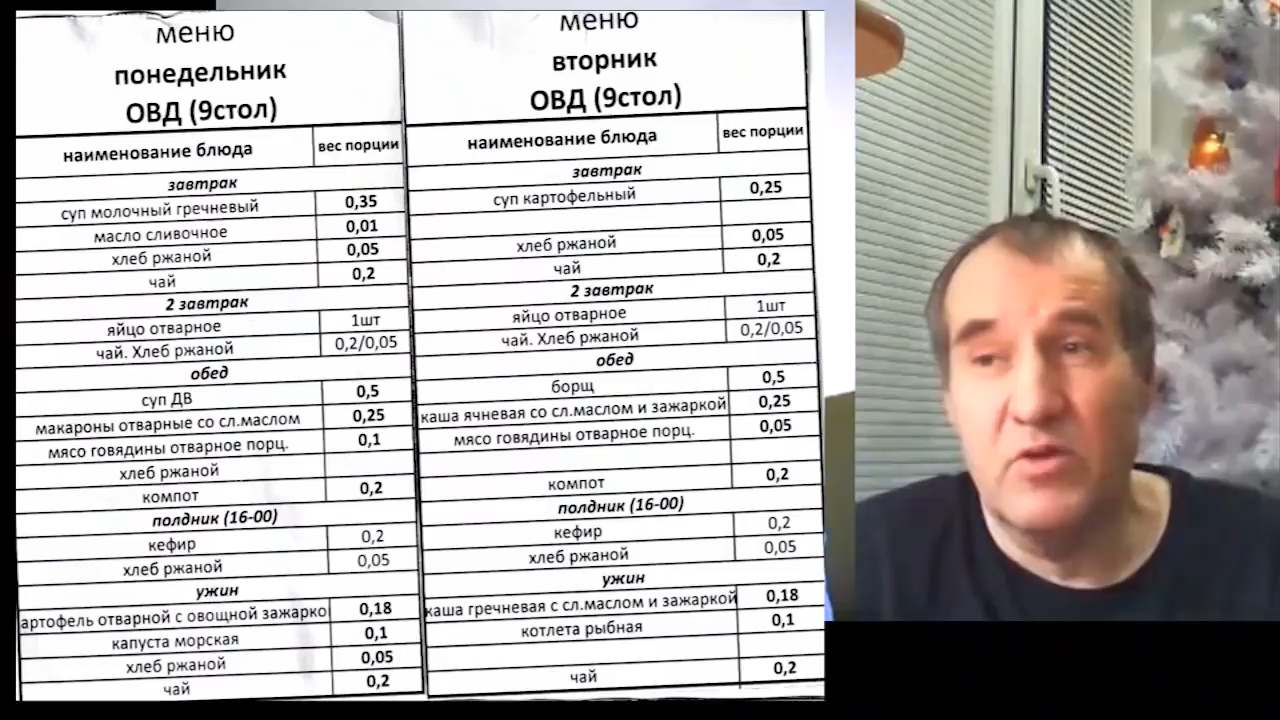 меню
понедельник
ОВД (9стол)
наименование блюда вес порции
завтрак
суп молочный гречневый 0,35
масло сливочное 0,01
хлеб ржаной 0,05
чай 0,2
2 завтрак
яйцо отварное 1шт
чай. Хлеб ржаной 0,2/0,05
обед
суп ДВ 0,5
макароны отварные со сл.маслом 0,25
мясо говядины отварное порц. 0,1
хлеб ржаной
компот 0,2
полдник (16-00)
кефир 0,2
хлеб ржаной 0,05
ужин
артофель отварной с овощной зажарко 0,18
капуста морская 0,1
хлеб ржаной 0,05
чай 0,2
меню
вторник
ОВД (9стол)
наименование блюда вес порции
завтрак
суп картофельный 0,25
хлеб ржаной 0,05
чай 0,2
2 завтрак
яйцо отварное 1шт
чай. Хлеб ржаной 0,2/0,05
обед
борщ 0,5
каша ячневая со сл.маслом и зажаркой 0,25
мясо говядины отварное порц. 0,05
компот 0,2
полдник (16-00)
кефир 0,2
хлеб ржаной 0,05
ужин
каша гречневая с сл.маслом и зажаркой 0,18
котлета рыбная 0,1
чай 0,2